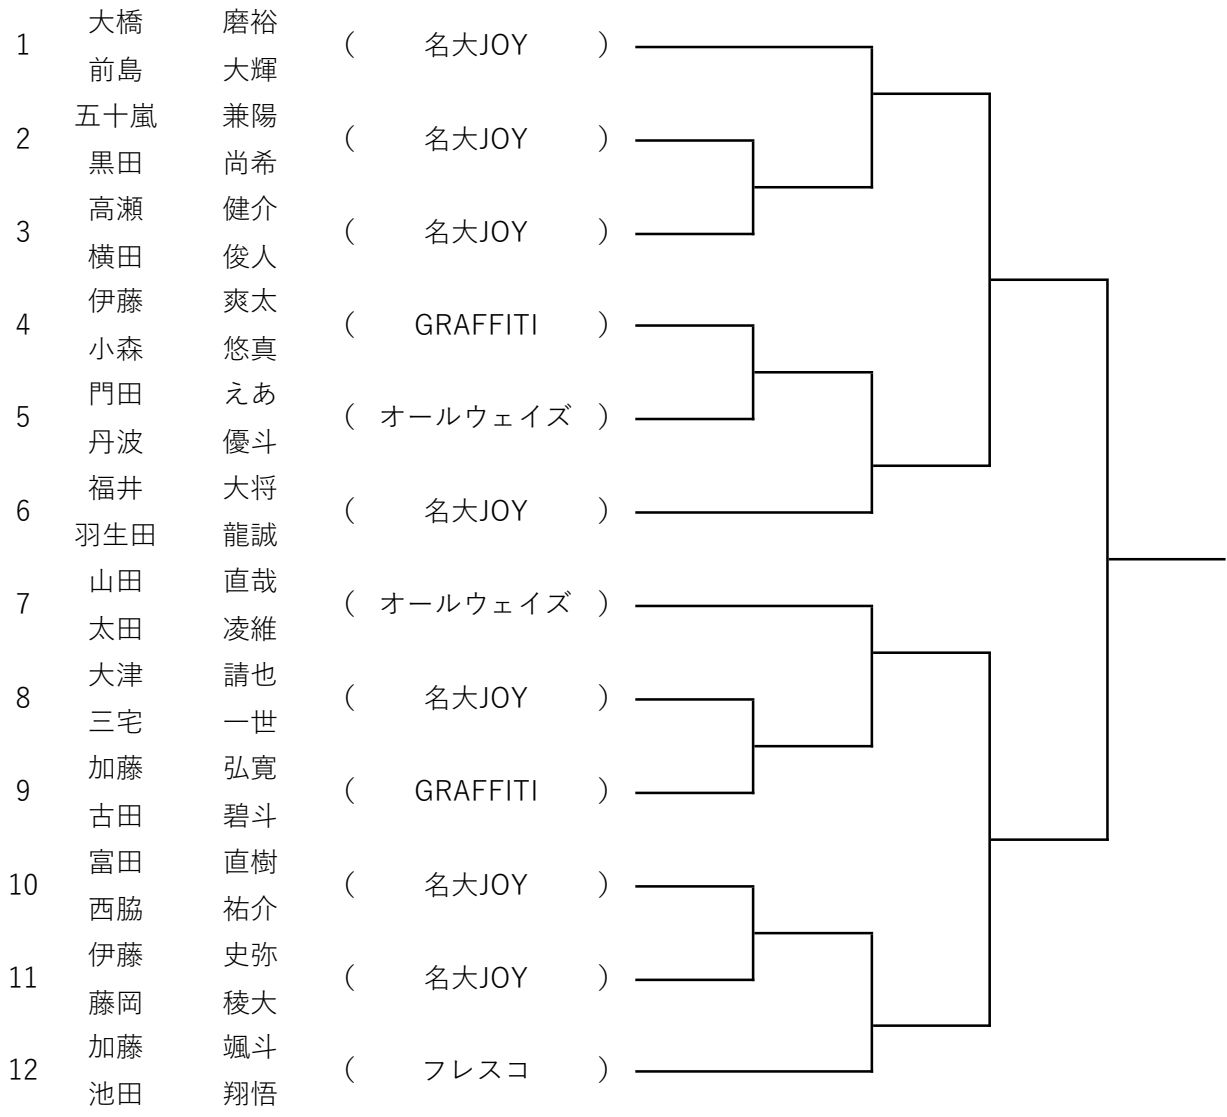 大橋 磨裕
1 ( 名大JOY )
前島 大輝
五十嵐 兼陽
2 ( 名大JOY )
黒田 尚希
高瀬 健介
3 ( 名大JOY )
横田 俊人
伊藤 爽太
4 ( GRAFFITI )
小森 悠真
門田 えあ
5 ( オールウェイズ )
丹波 優斗
福井 大将
6 ( 名大JOY )
羽生田 龍誠
山田 直哉
7 ( オールウェイズ )
太田 凌維
大津 請也
8 ( 名大JOY )
三宅 一世
加藤 弘寛
9 ( GRAFFITI )
古田 碧斗
富田 直樹
10 ( 名大JOY )
西脇 祐介
伊藤 史弥
11 ( 名大JOY )
藤岡 稜大
加藤 颯斗
12 ( フレスコ )
池田 翔悟